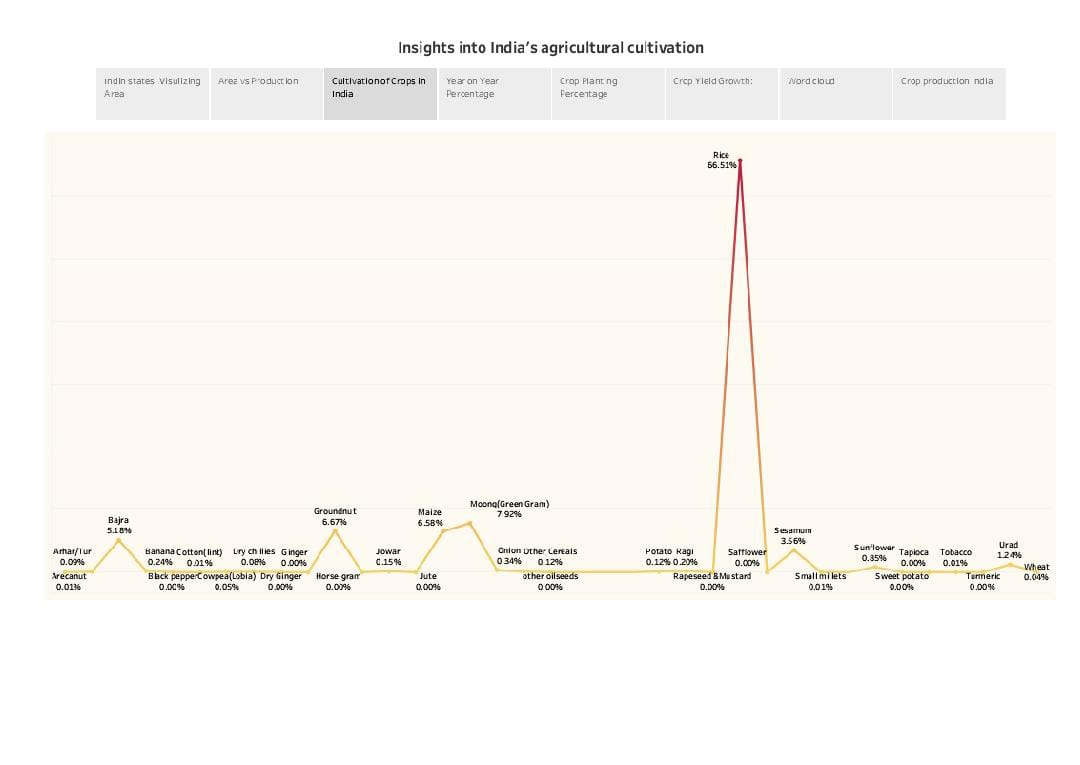 Insights into India's agricultural cultivation
Indin states Visulizing
Area
Area vs Production
Cultivation of Crops in
India
Year on Year
Percentage
Crop Planting
Percentage
Crop Yield Growth:
Word cloud
Crop production india
Rice
66.51%
Bajra
5.18%
Groundnut
6.67%
Maize
6.58%
Moong(Green Gram)
7.92%
Sesamum
3.56%
Arhar/Tur
0.09%
Banana
0.24%
Cotton(lint)
0.01%
Dry chillies
0.08%
Ginger
0.00%
Jowar
0.15%
Onion
0.34%
Other Cereals
0.12%
Potato
0.12%
Ragi
0.20%
Safflower
0.00%
Sunflower
0.85%
Tapioca
0.00%
Tobacco
0.01%
Urad
1.24%
Wheat
0.04%
Arecanut
0.01%
Black pepper
0.00%
Cowpea(Lobia)
0.05%
Dry Ginger
0.00%
Horse gram
0.00%
Jute
0.00%
other oilseeds
0.00%
Rapeseed &Mustard
0.00%
Small millets
0.01%
Sweet potato
0.00%
Turmeric
0.00%